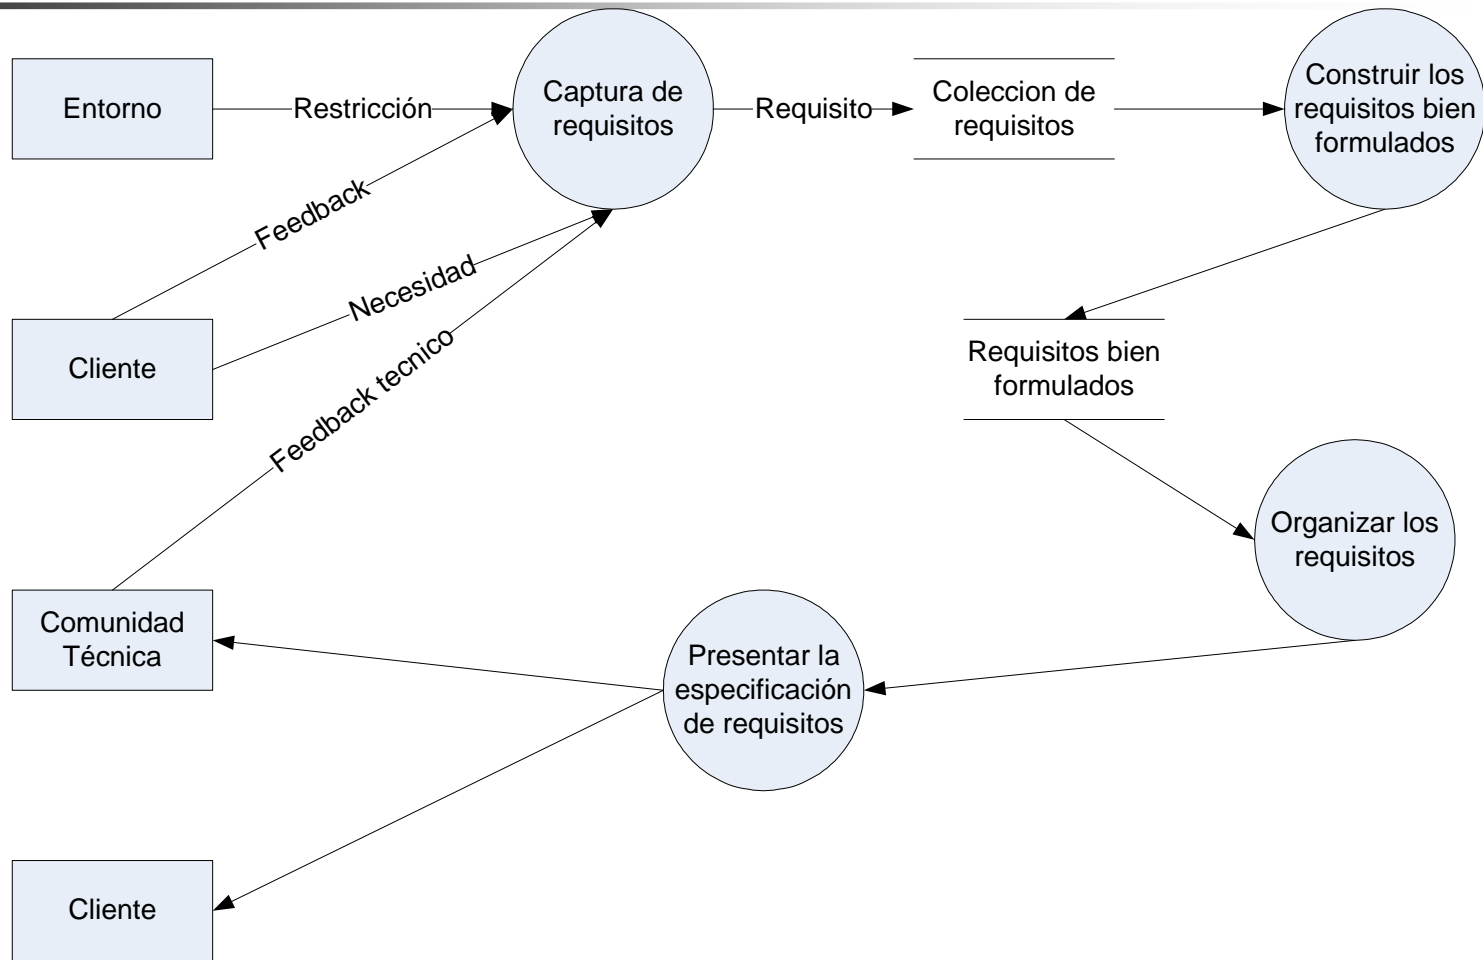 Entorno
Restricción
Captura de
requisitos
Requisito
Coleccion de
requisitos
Construir los
requisitos bien
formulados
Feedback
Necesidad
Cliente
Feedback tecnico
Requisitos bien
formulados
Organizar los
requisitos
Comunidad
Técnica
Presentar la
especificación
de requisitos
Cliente